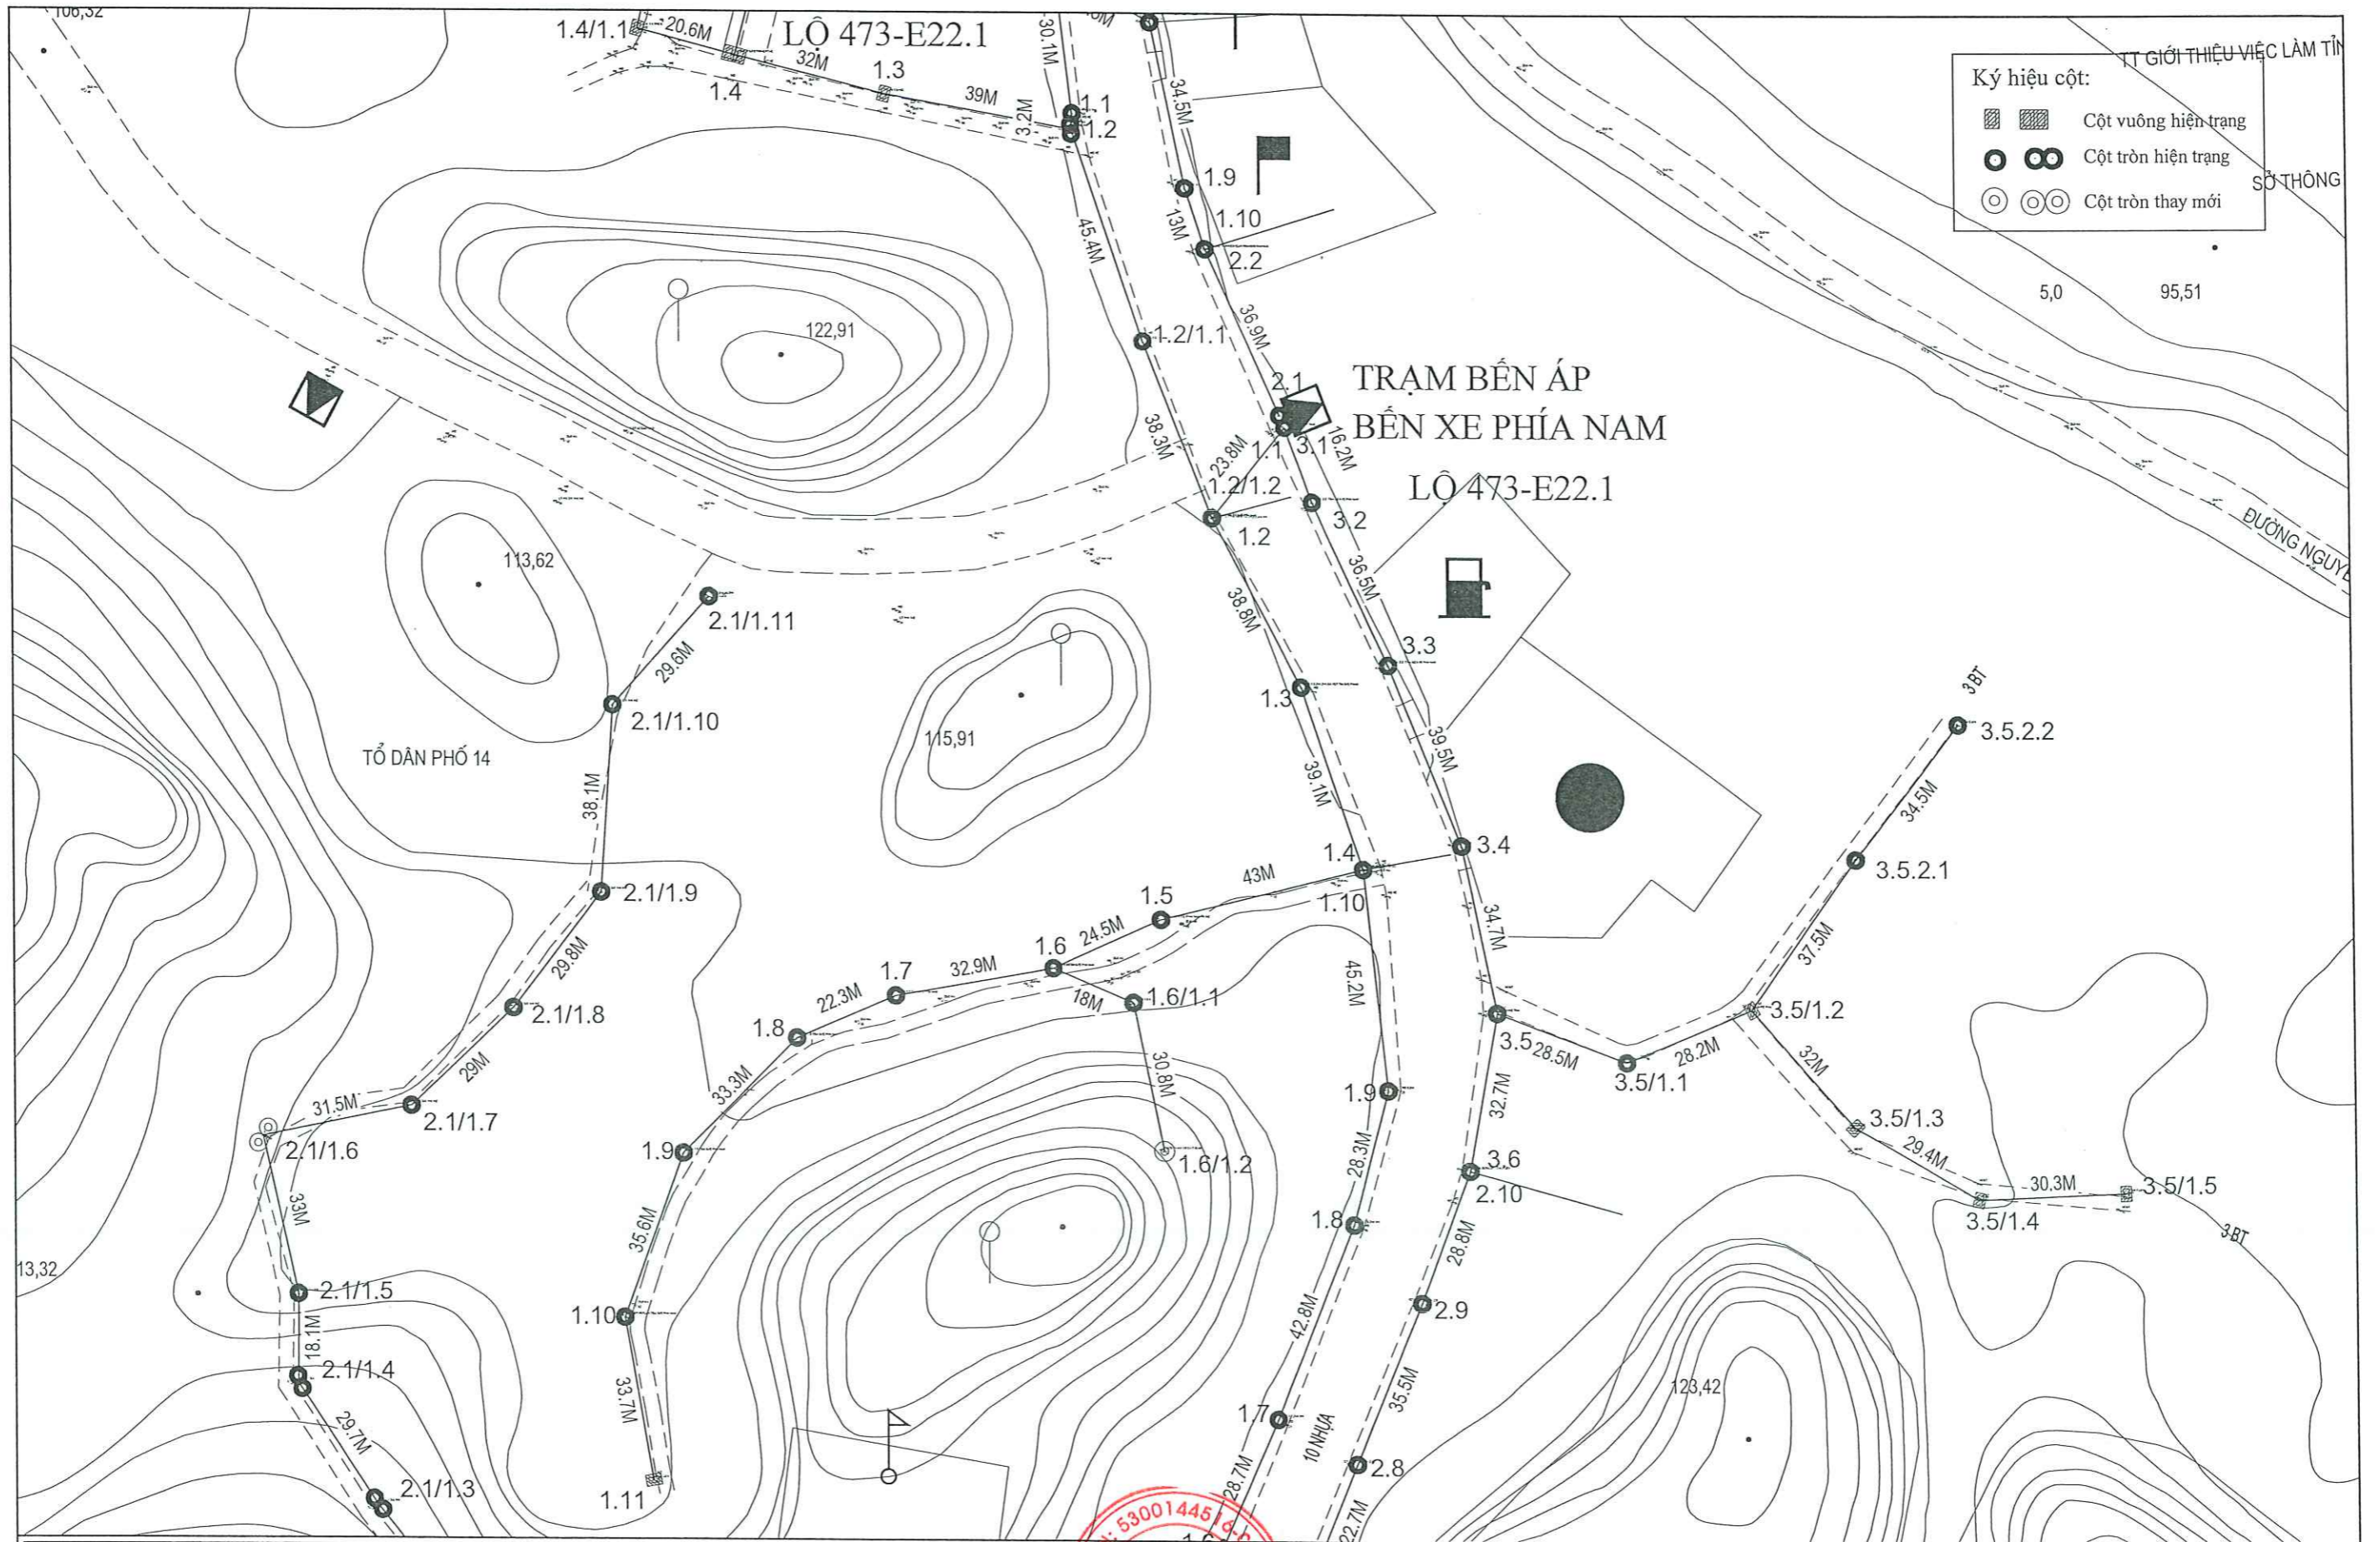 106,32
1.4/1.1
20.6M
LỘ 473-E22.1
32M
1.3
1.4
39M
3.2M
30.1M
1.1
1.2
34.5M
1.9
13M
1.10
2.2
TT GIỚI THIỆU VIỆC LÀM TỈN
Ký hiệu cột:
Cột vuông hiện trạng
Cột tròn hiện trạng
Cột tròn thay mới
SỞ THÔNG
5,0
95,51
45.4M
36.9M
122,91
1.2/1.1
2.1
TRẠM BẾN ÁP
BẾN XE PHÍA NAM
LỘ 473-E22.1
38.3M
23.8M
1.1
3.1
16.2M
1.2/1.2
1.2
3.2
ĐƯỜNG NGUYỄ
113,62
36.5M
2.1/1.11
38.8M
29.6M
3.3
1.3
2.1/1.10
3 BT
3.5.2.2
115,91
39.5M
TỔ DÂN PHỐ 14
38.1M
39.1M
34.5M
1.4
3.4
3.5.2.1
43M
2.1/1.9
1.5
1.10
34.7M
24.5M
37.5M
29.8M
1.6
32.9M
1.7
22.3M
18M
1.6/1.1
45.2M
2.1/1.8
1.8
3.5/1.2
3.5
28.5M
28.2M
3.5/1.1
32M
29M
33.3M
30.8M
31.5M
2.1/1.7
1.9
32.7M
3.5/1.3
29.4M
2.1/1.6
1.9
1.6/1.2
28.3M
3.6
2.10
30.3M
3.5/1.5
3.5/1.4
33M
35.6M
1.8
28.8M
3 BT
13,32
2.1/1.5
1.10
2.9
18.1M
42.8M
2.1/1.4
33.7M
35.5M
123,42
29.7M
1.7
10 NHỰA
2.8
2.1/1.3
1.11
28.7M
22.7M
: 5300144516-0